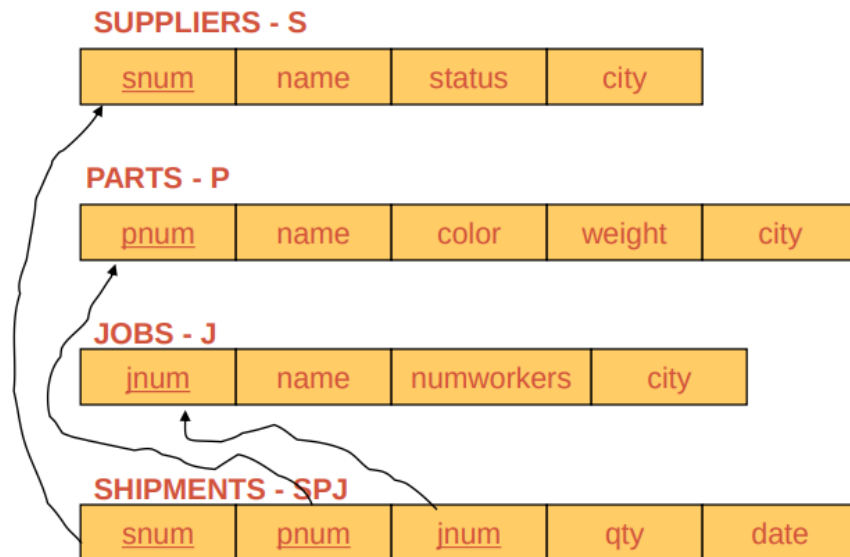 SUPPLIERS - S
snum name status city
PARTS - P
pnum name color weight city
JOBS - J
jnum name numworkers city
SHIPMENTS - SPJ
snum pnum jnum qty date